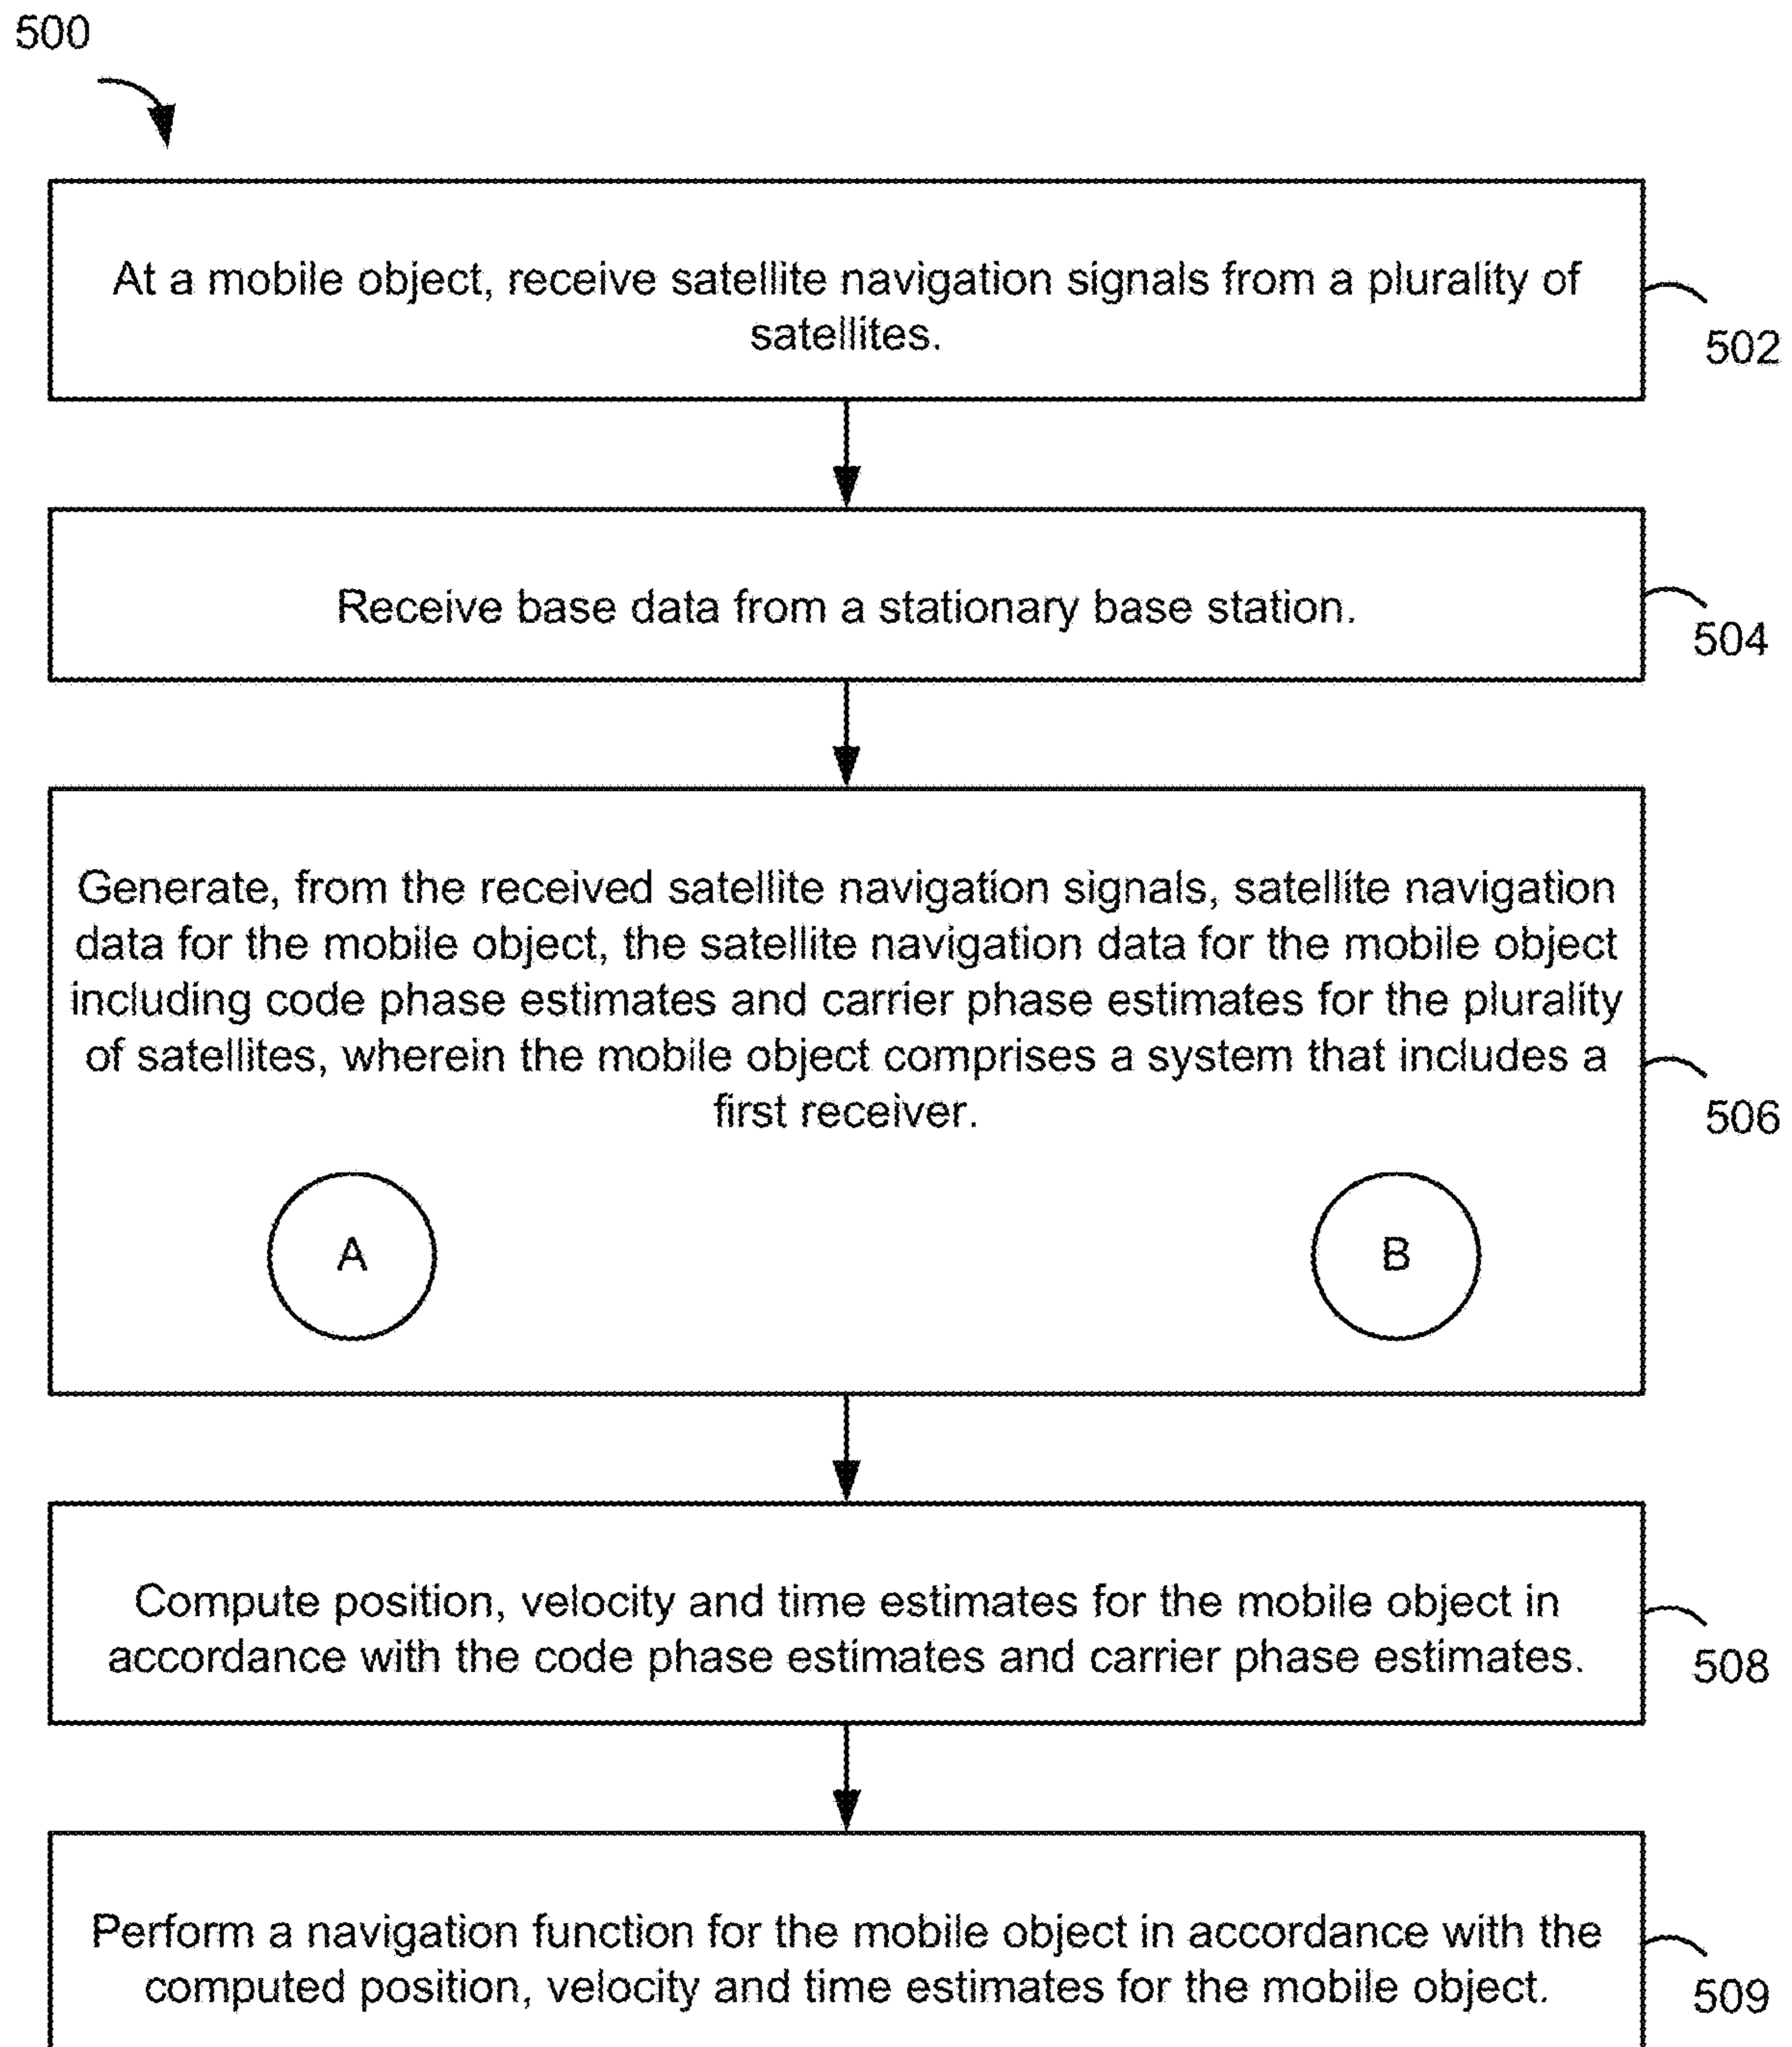 500
At a mobile object, receive satellite navigation signals from a plurality of
satellites.
502
Receive base data from a stationary base station.
504
Generate, from the received satellite navigation signals, satellite navigation
data for the mobile object, the satellite navigation data for the mobile object
including code phase estimates and carrier phase estimates for the plurality
of satellites, wherein the mobile object comprises a system that includes a
first receiver.
506
A
B
Compute position, velocity and time estimates for the mobile object in
accordance with the code phase estimates and carrier phase estimates.
508
Perform a navigation function for the mobile object in accordance with the
computed position, velocity and time estimates for the mobile object.
509